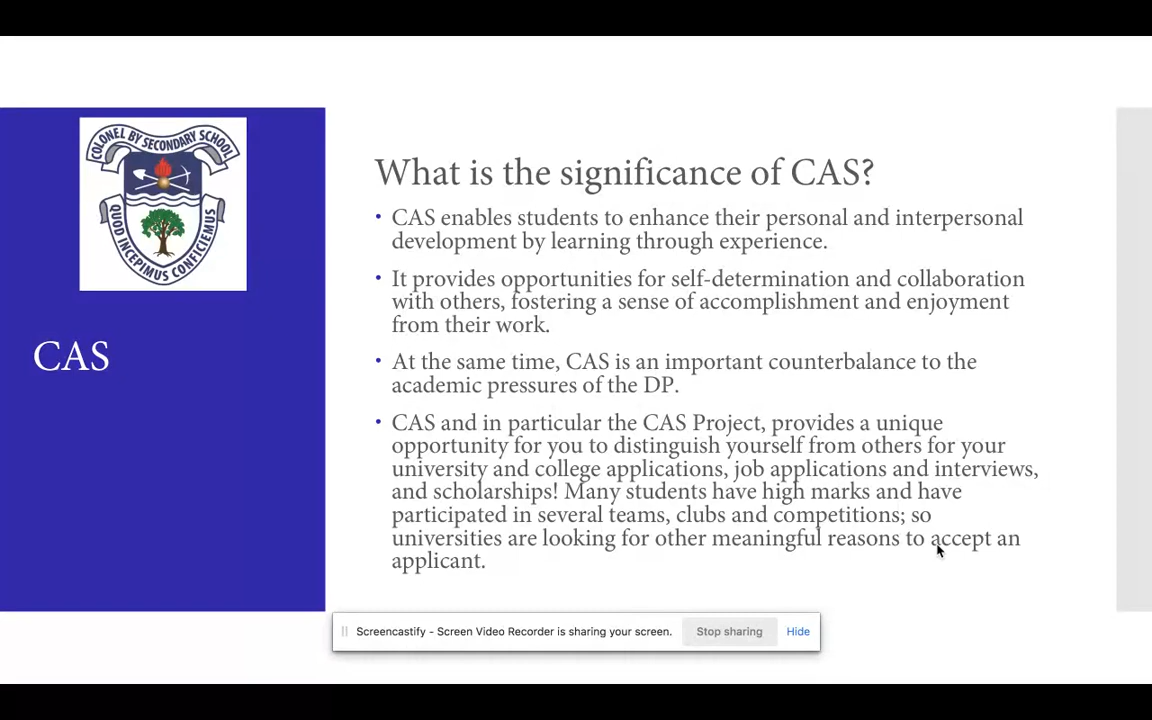 COLONEL BY SECONDARY SCHOOL
QUOD INCEPIMUS CONFICIEMUS
CAS
What is the significance of CAS?
• CAS enables students to enhance their personal and interpersonal
development by learning through experience.
• It provides opportunities for self-determination and collaboration
with others, fostering a sense of accomplishment and enjoyment
from their work.
• At the same time, CAS is an important counterbalance to the
academic pressures of the DP.
• CAS and in particular the CAS Project, provides a unique
opportunity for you to distinguish yourself from others for your
university and college applications, job applications and interviews,
and scholarships! Many students have high marks and have
participated in several teams, clubs and competitions; so
universities are looking for other meaningful reasons to accept an
applicant.
Screencastify - Screen Video Recorder is sharing your screen. Stop sharing Hide